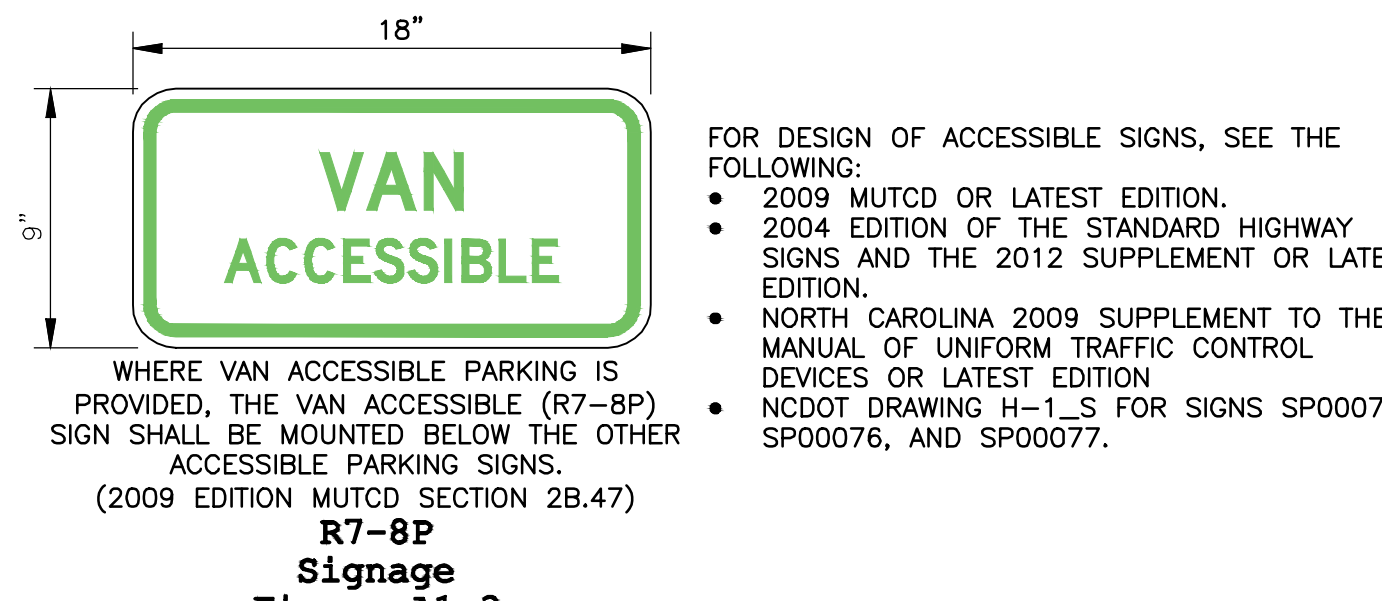 18”
9”
VAN
ACCESSIBLE
WHERE VAN ACCESSIBLE PARKING IS
PROVIDED, THE VAN ACCESSIBLE (R7-8P)
SIGN SHALL BE MOUNTED BELOW THE OTHER
ACCESSIBLE PARKING SIGNS.
(2009 EDITION MUTCD SECTION 2B.47)
R7-8P
Signage
FOR DESIGN OF ACCESSIBLE SIGNS, SEE THE
FOLLOWING:
● 2009 MUTCD OR LATEST EDITION.
● 2004 EDITION OF THE STANDARD HIGHWAY
SIGNS AND THE 2012 SUPPLEMENT OR
EDITION.
● NORTH CAROLINA 2009 SUPPLEMENT TO THE
MANUAL OF UNIFORM TRAFFIC CONTROL
DEVICES OR LATEST EDITION
● NCDOT DRAWING H-1_S FOR SIGNS
SP00076, AND SP00077.